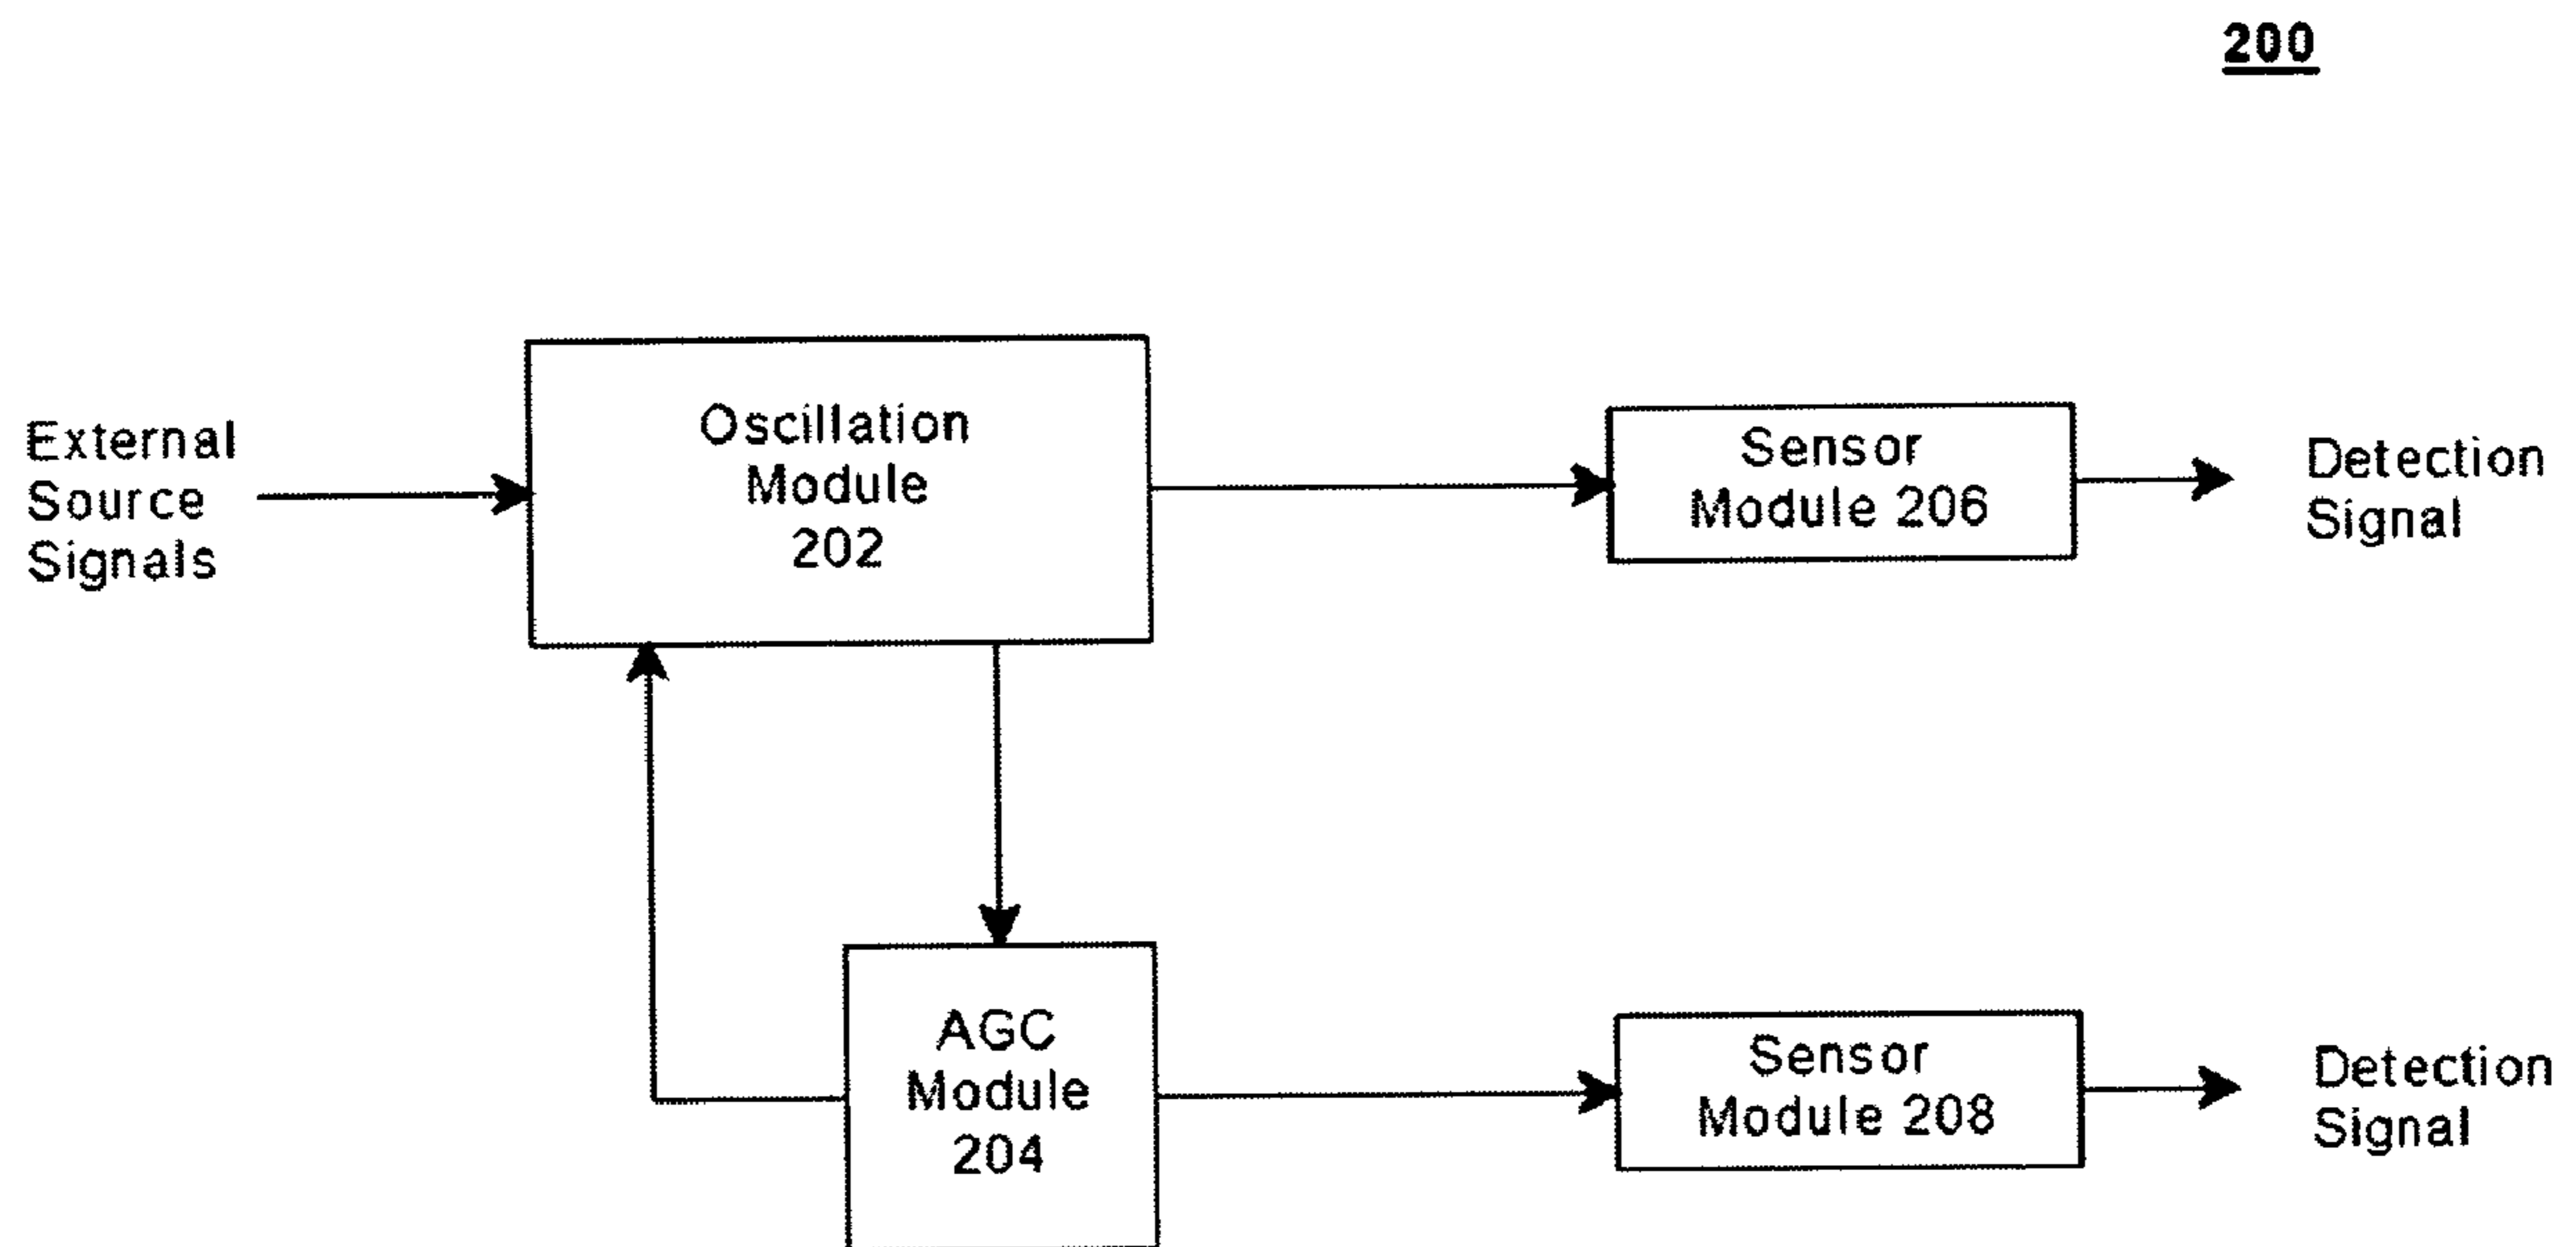 200
External
Source
Signals
Oscillation
Module
202
Sensor
Module 206
Detection
Signal
AGC
Module
204
Sensor
Module 208
Detection
Signal